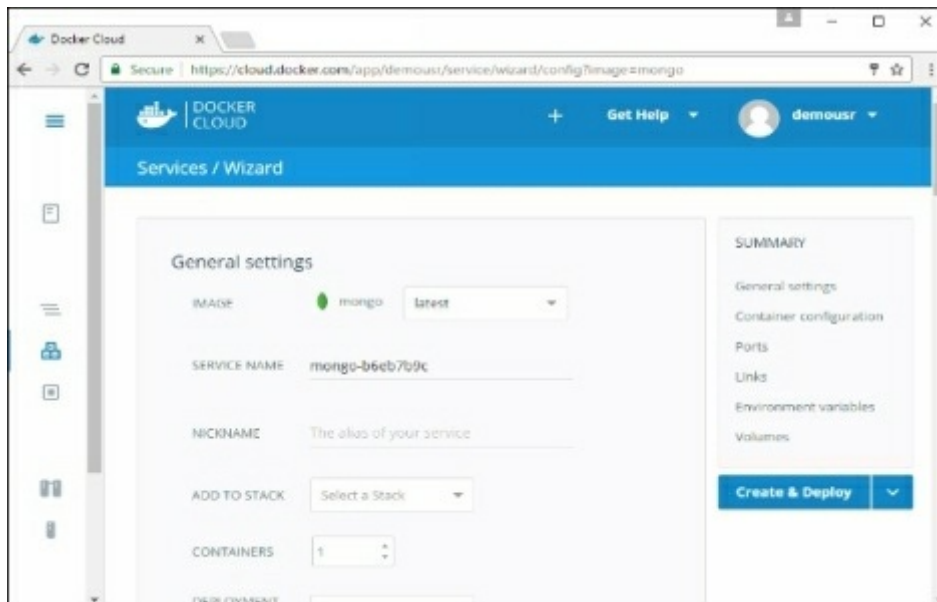 Docker Cloud
Secure https://cloud.docker.com/app/demousr/service/wizard/config?image=mongo
DOCKER
CLOUD
+ Get Help demousr
Services / Wizard
General settings
IMAGE mongo latest
SERVICE NAME mongo-b6eb7b9c
NICKNAME The alias of your service
ADD TO STACK Select a Stack
CONTAINERS 1
DEPLOYMENT
SUMMARY
General settings
Container configuration
Ports
Links
Environment variables
Volumes
Create & Deploy